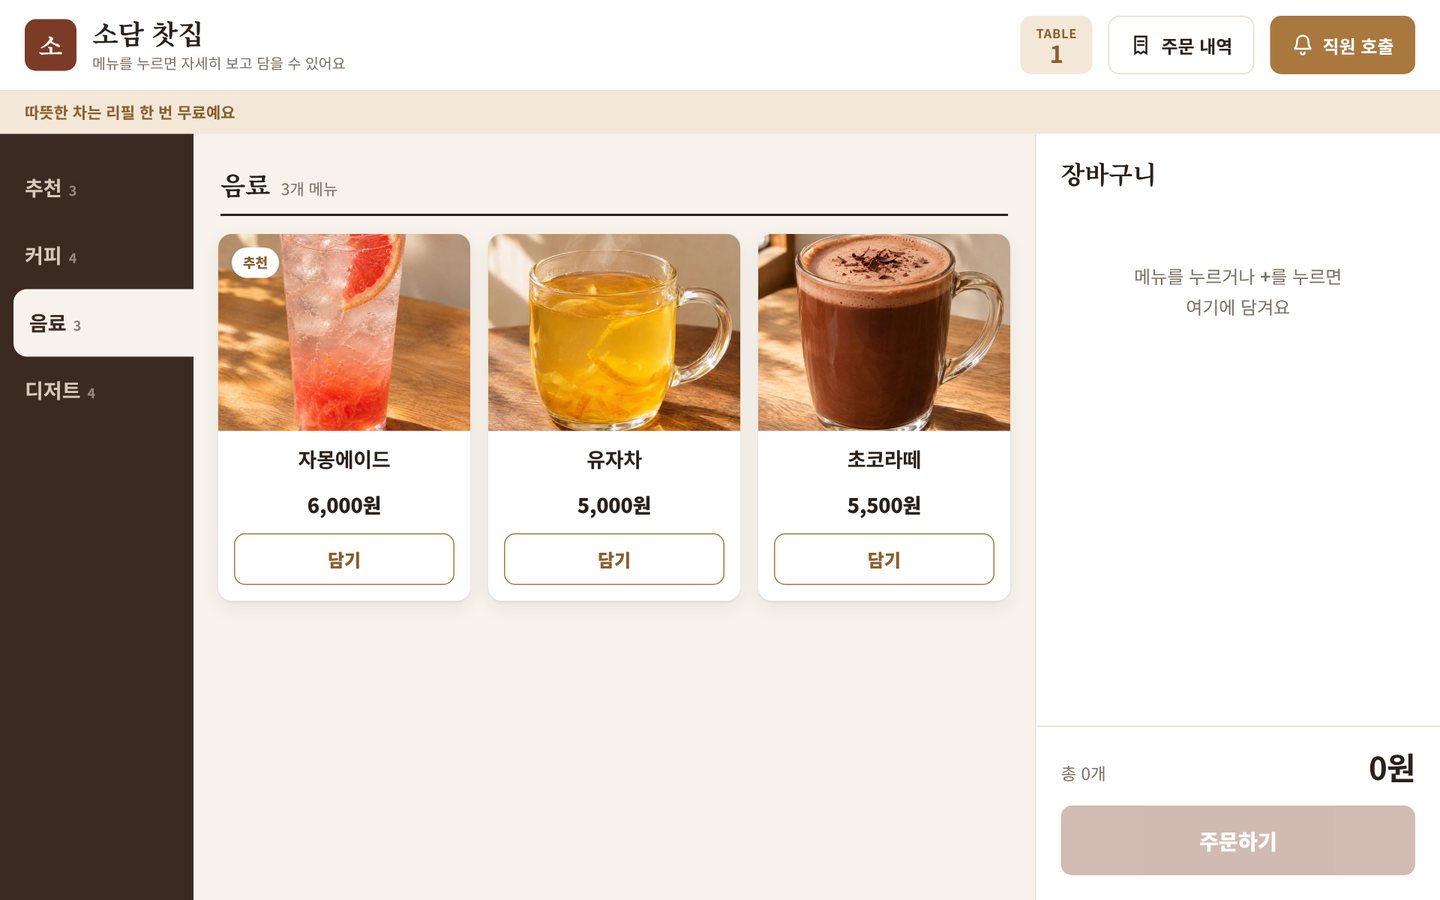 소
소담 찻집
메뉴를 누르면 자세히 보고 담을 수 있어요
TABLE
1
주문 내역
직원 호출
따뜻한 차는 리필 한 번 무료예요
추천 3
커피 4
음료 3
디저트 4
음료 3개 메뉴
추천
자몽에이드
6,000원
담기
유자차
5,000원
담기
초코라떼
5,500원
담기
장바구니
메뉴를 누르거나 +를 누르면
여기에 담겨요
총 0개
0원
주문하기